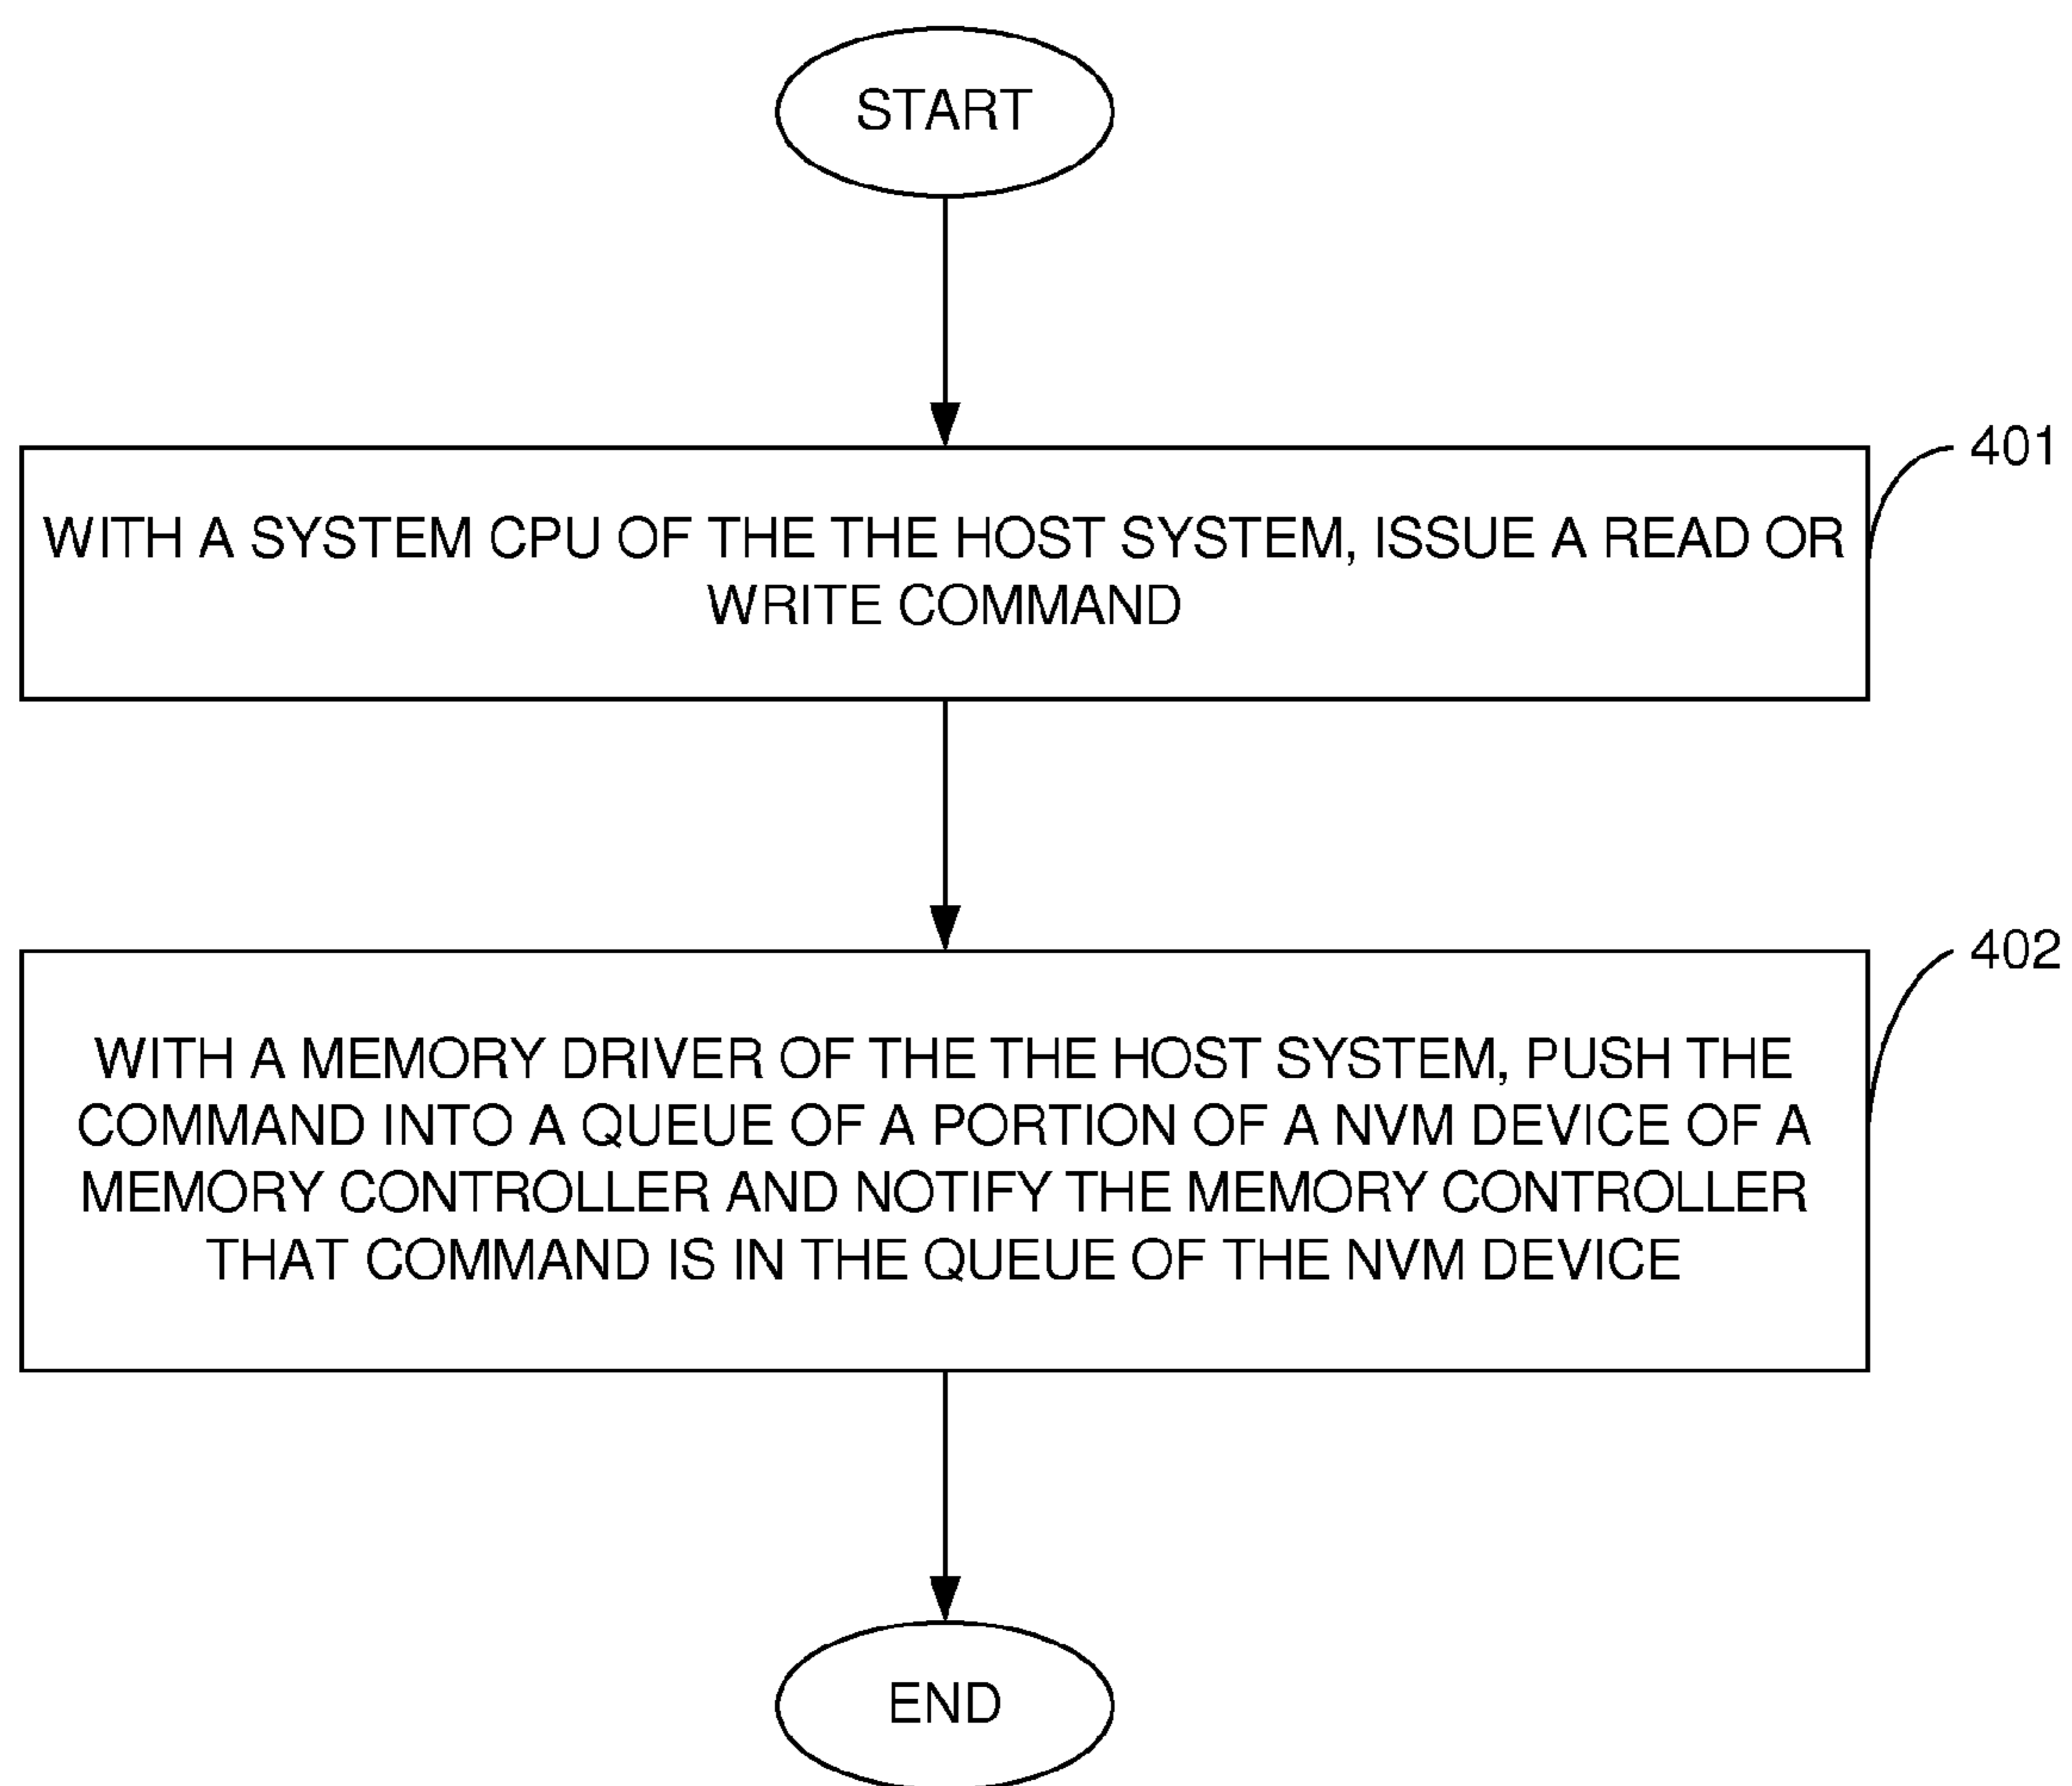 START
401
WITH A SYSTEM CPU OF THE THE HOST SYSTEM, ISSUE A READ OR
WRITE COMMAND
402
WITH A MEMORY DRIVER OF THE THE HOST SYSTEM, PUSH THE
COMMAND INTO A QUEUE OF A PORTION OF A NVM DEVICE OF A
MEMORY CONTROLLER AND NOTIFY THE MEMORY CONTROLLER
THAT COMMAND IS IN THE QUEUE OF THE NVM DEVICE
END